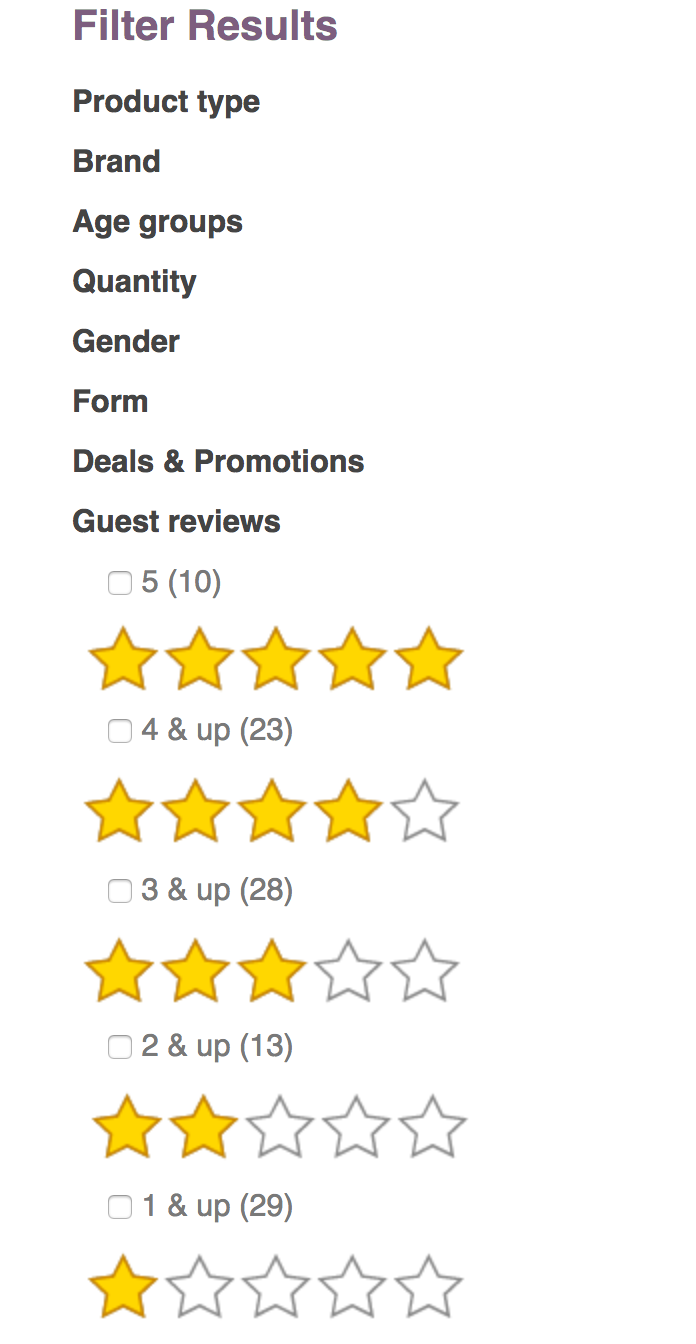 Filter Results
Product type
Brand
Age groups
Quantity
Gender
Form
Deals & Promotions
Guest reviews
5 (10)
4 & up (23)
3 & up (28)
2 & up (13)
1 & up (29)